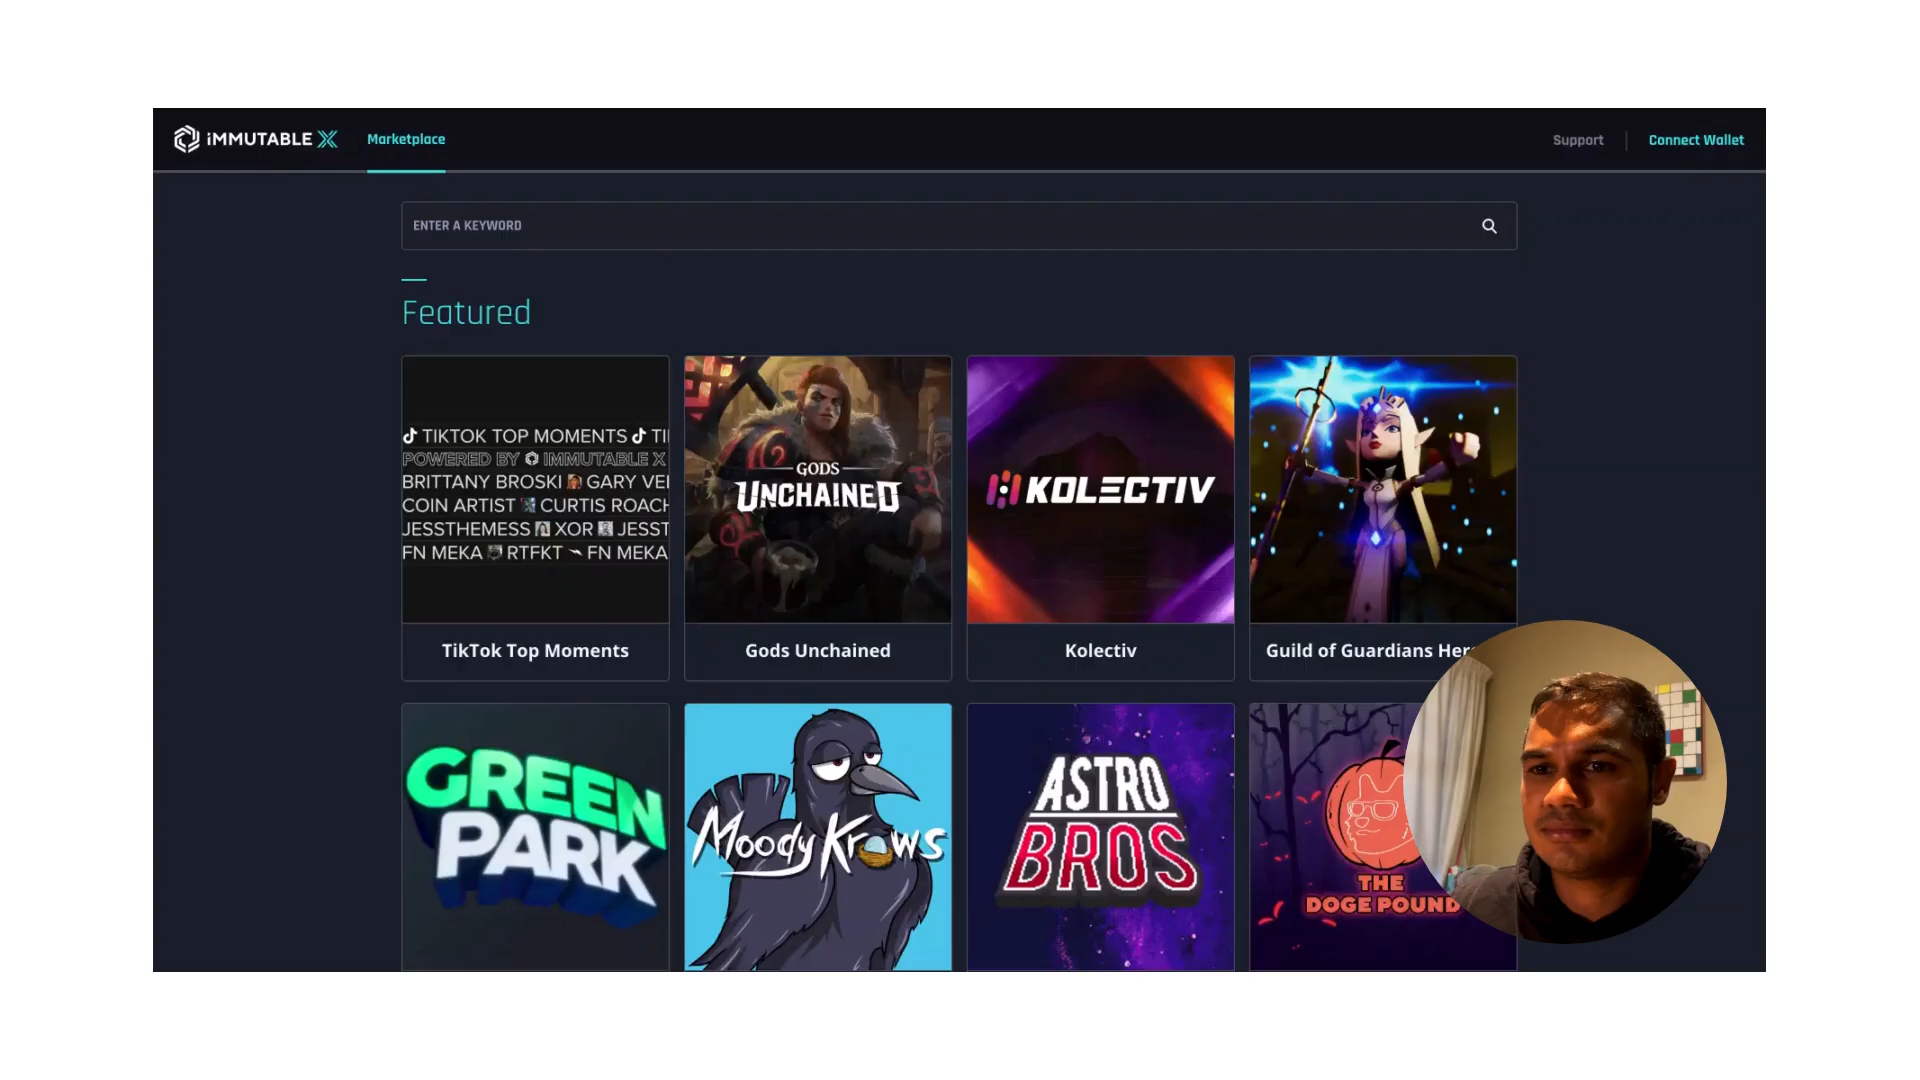 iMMUTABLE X
Marketplace
Support
Connect Wallet
ENTER A KEYWORD
Featured
TIKTOK TOP MOMENTS TI
POWERED BY IMMUTABLE X
BRITTANY BROSKI GARY VE
COIN ARTIST CURTIS ROACH
JESSTHEMESS XOR JESST
FN MEKA RTFKT FN MEKA
GODS
UNCHAINED
KOLECTIV
TikTok Top Moments
Gods Unchained
Kolectiv
Guild of Guardians Her
GREEN
PARK
Moody Krows
ASTRO
BROS
THE
DOGE POUND